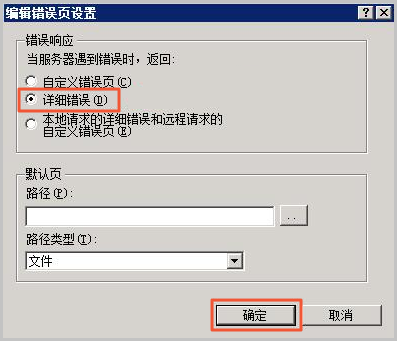 编辑错误页设置
错误响应
当服务器遇到错误时，返回:
自定义错误页(C)
详细错误(D)
本地请求的详细错误和远程请求的
自定义错误页(E)
默认页
路径(P):
..
路径类型(T):
文件
确定
取消